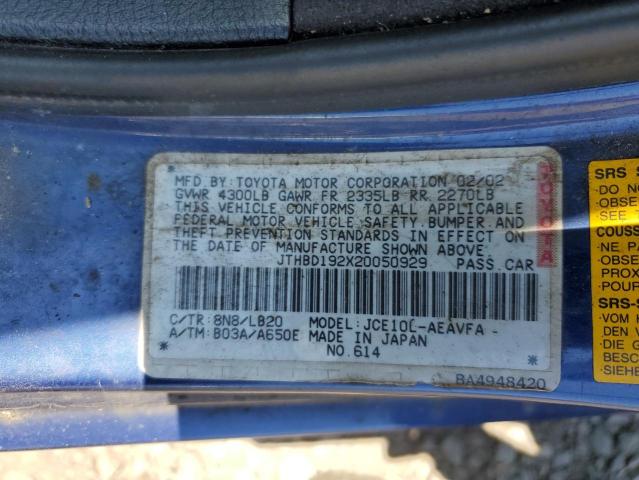 MFD. BY: TOYOTA MOTOR CORPORATION 02/02
GVWR 4300LB GAWR FR 2335LB RR 2270LB
THIS VEHICLE CONFORMS TO ALL APPLICABLE
FEDERAL MOTOR VEHICLE SAFETY, BUMPER, AND
THEFT PREVENTION STANDARDS IN EFFECT ON
THE DATE OF MANUFACTURE SHOWN ABOVE.
JTHBD192X20050929 PASS.CAR
TOYOTA
C/TR: 8N8/LB20 MODEL: JCE10L-AEAVFA -
A/TM: B03A/A650E MADE IN JAPAN
* NO.614 *
BA4948420
SRS
-DO N
OBSE
-SEE
COUSS
-NE PA
OBSE
PROP
-POUR
SRS-S
-VOM H
DEN
OBSE
BESC
-SIEHE